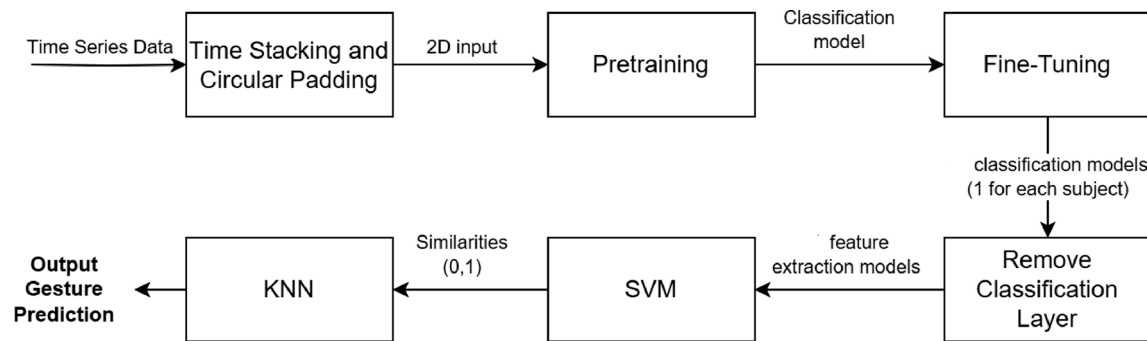 Time Series Data
Time Stacking and
Circular Padding
2D input
Pretraining
Classification
model
Fine-Tuning
classification models
(1 for each subject)
Remove
Classification
Layer
feature
extraction models
SVM
Similarities
(0,1)
KNN
Output
Gesture
Prediction